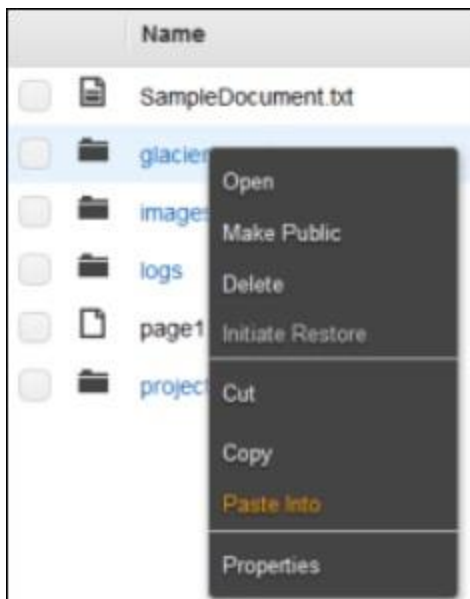 Name
SampleDocument.txt
glacier
images
logs
page1
project
Open
Make Public
Delete
Initiate Restore
Cut
Copy
Paste Into
Properties